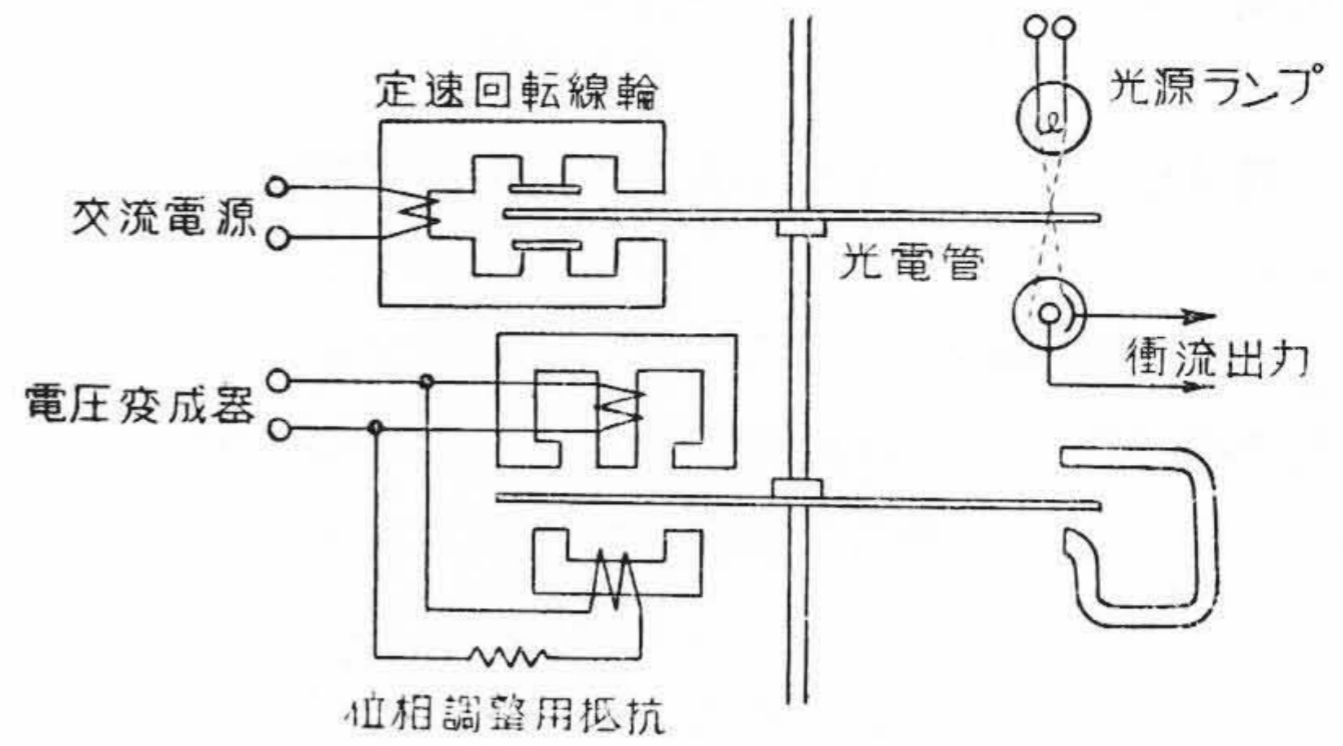 定速回転線輪
光源ランプ
交流電源
光電管
衝流出力
電圧変成器
位相調整用抵抗